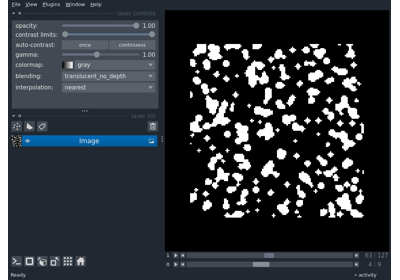 File View Plugins Window Help
layer controls
opacity: 1.00
contrast limits:
auto-contrast: once continuous
gamma: 1.00
colormap: gray
blending: translucent_no_depth
interpolation: nearest
layer list
Image
1 63 127
0 4 9
Ready activity